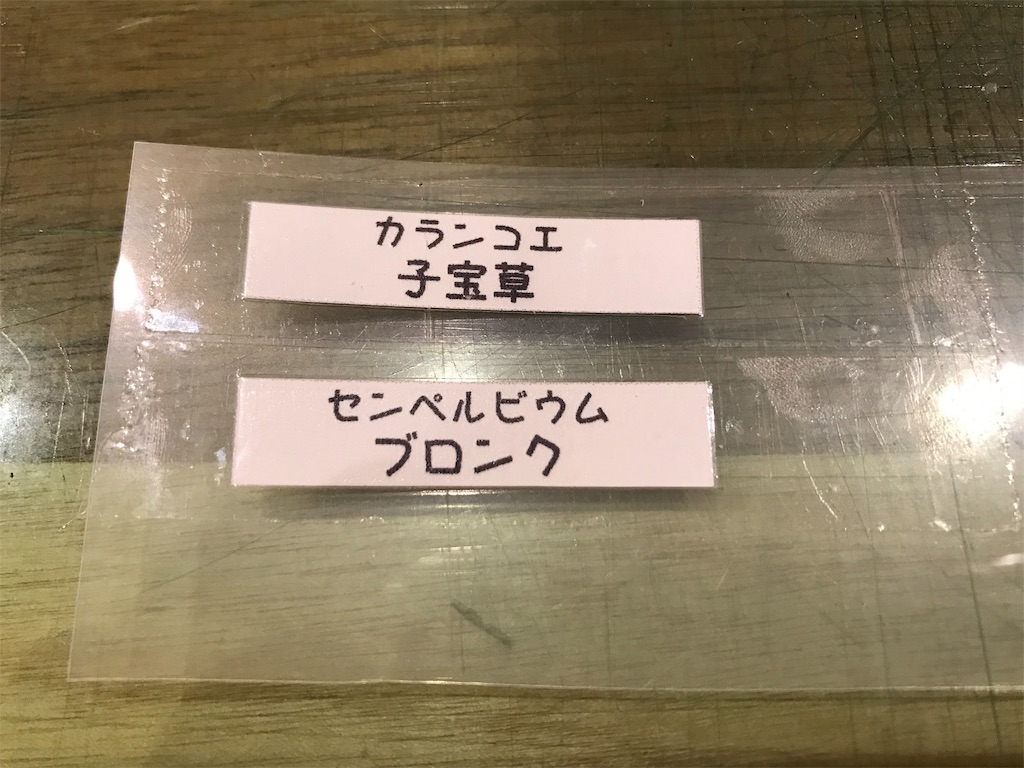 カランコエ
子宝草
センペルビウム
ブロンク